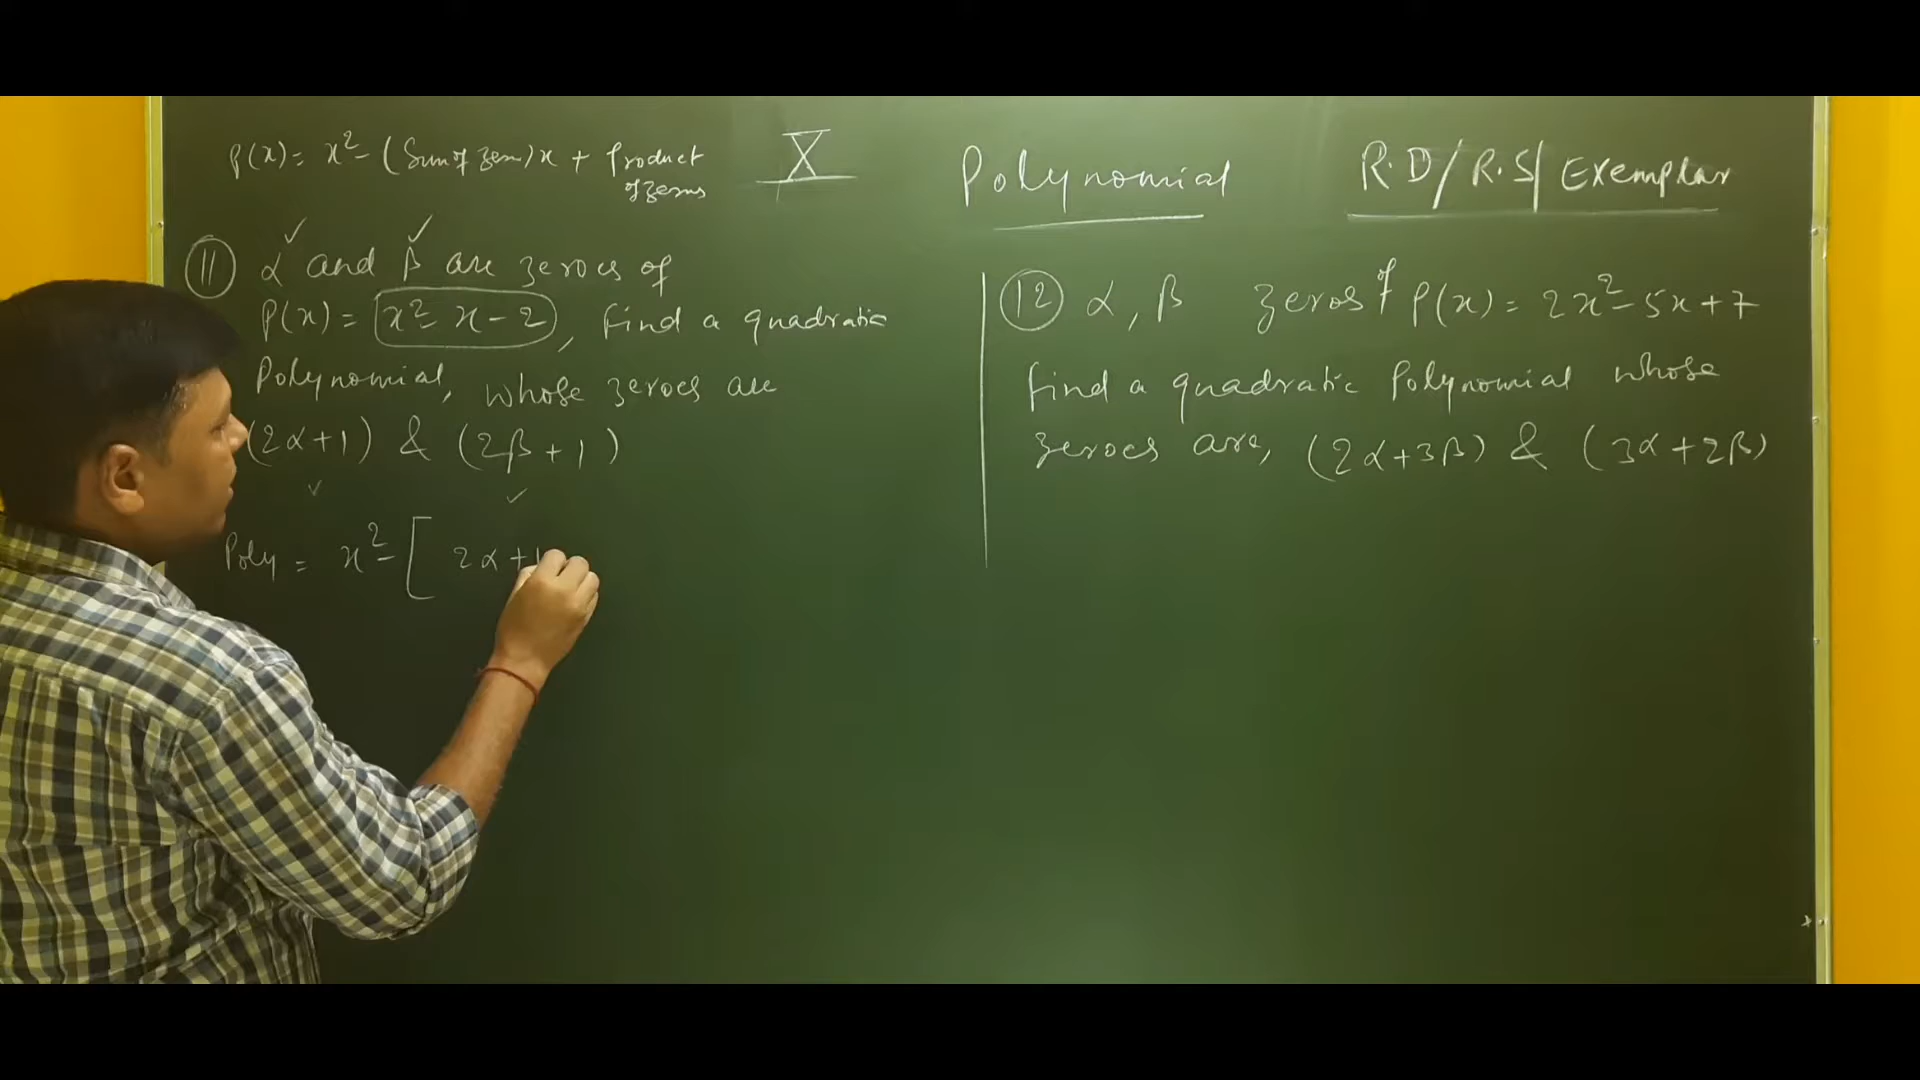 P(x) = x² - (Sum of zeros) x + Product of zeros
X
Polynomial
R.D/R.S/Exemplar
11 α and β are zeroes of
P(x) = x² - x - 2, find a quadratic
Polynomial, whose zeroes are
(2α+1) & (2β+1)
Poly = x² - [ 2α+1
12 α, β zeros of P(x) = 2x² - 5x + 7
find a quadratic Polynomial whose
zeroes are, (2α+3β) & (3α+2β)